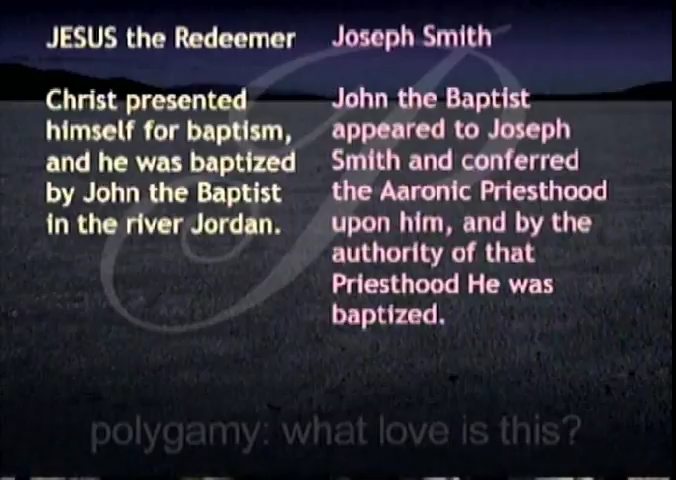 JESUS the Redeemer
Christ presented
himself for baptism,
and he was baptized
by John the Baptist
in the river Jordan.
Joseph Smith
John the Baptist
appeared to Joseph
Smith and conferred
the Aaronic Priesthood
upon him, and by the
authority of that
Priesthood He was
baptized.
polygamy: what love is this?